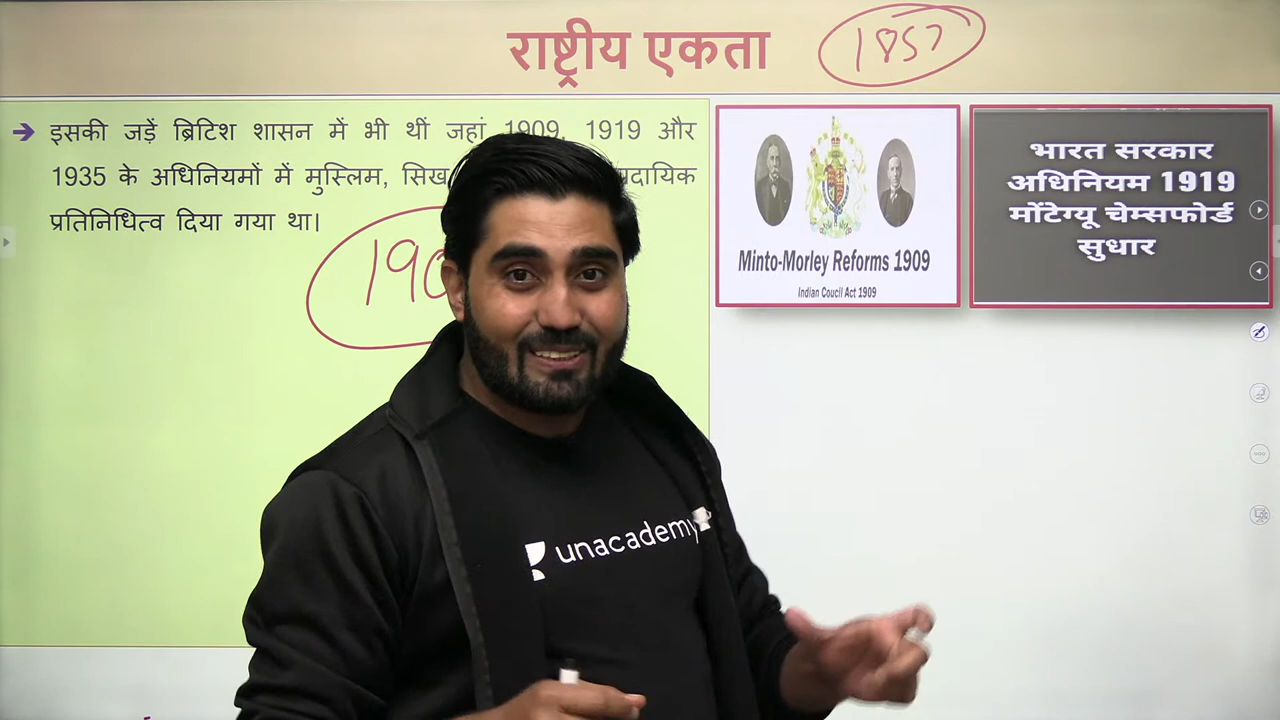 राष्ट्रीय एकता
1857
➔ इसकी जड़ें ब्रिटिश शासन में भी थीं जहां 1909, 1919 और
1935 के अधिनियमों में मुस्लिम, सिख
प्रतिनिधित्व दिया गया था।
Minto-Morley Reforms 1909
Indian Coucil Act 1909
भारत सरकार
अधिनियम 1919
मोंटेग्यू चेम्सफोर्ड
सुधार
unacademy